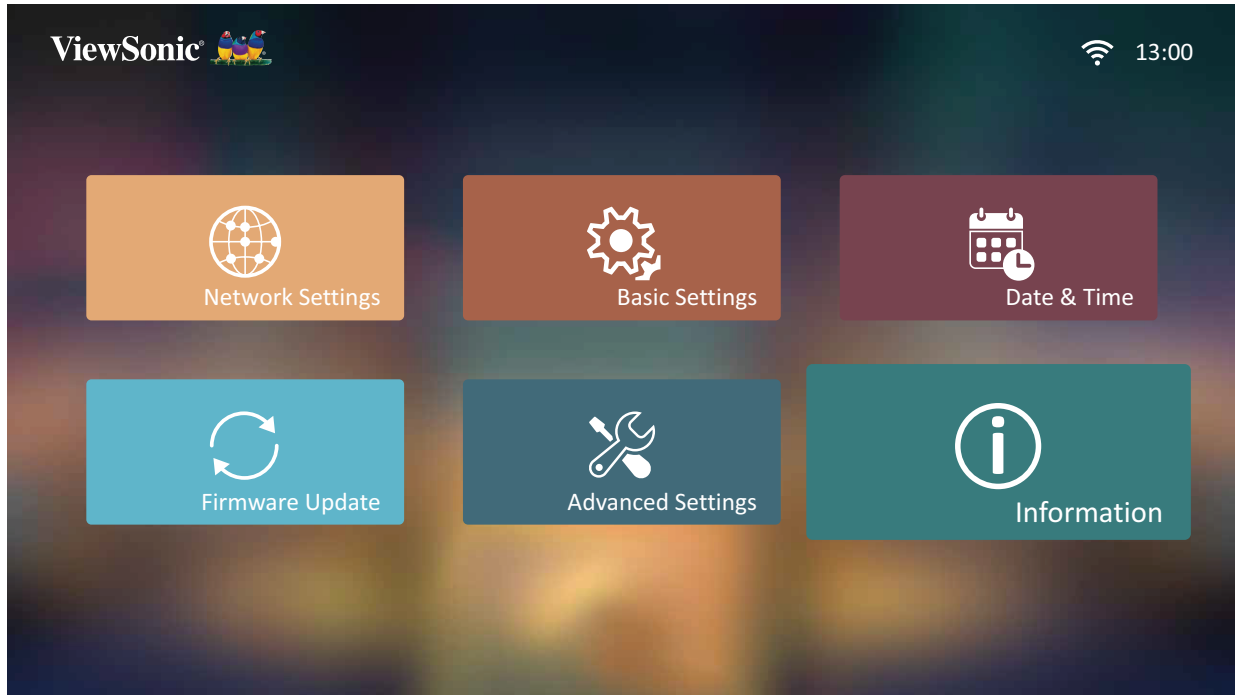 ViewSonic®
13:00
Network Settings
Basic Settings
Date & Time
Firmware Update
Advanced Settings
Information